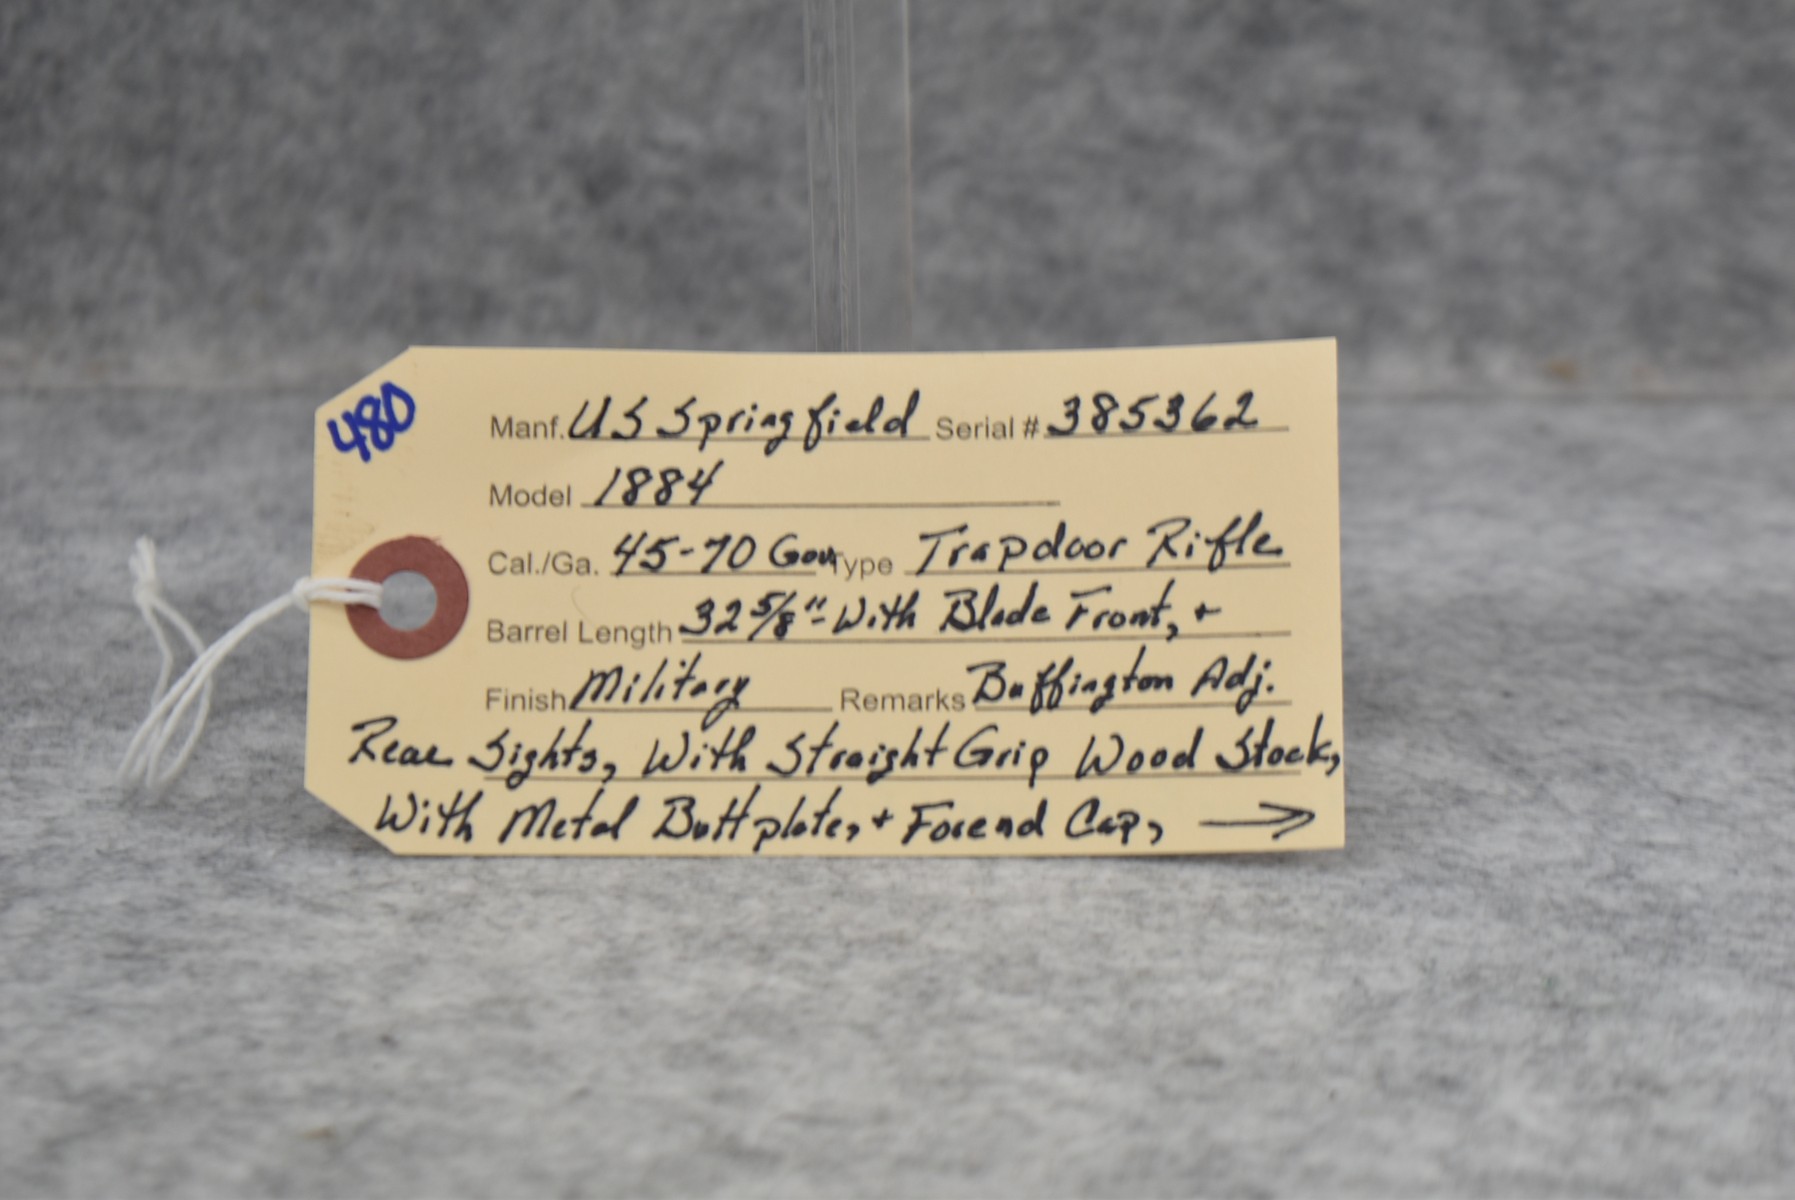 480
Manf. US Springfield Serial # 385362
Model 1884
Cal./Ga. 45-70 Gov Type Trapdoor Rifle
Barrel Length 32 5/8" With Blade Front, +
Finish Military Remarks Buffington Adj.
Rear Sights, With Straight Grip Wood Stock,
With Metal Buttplate, + Forend Cap, →